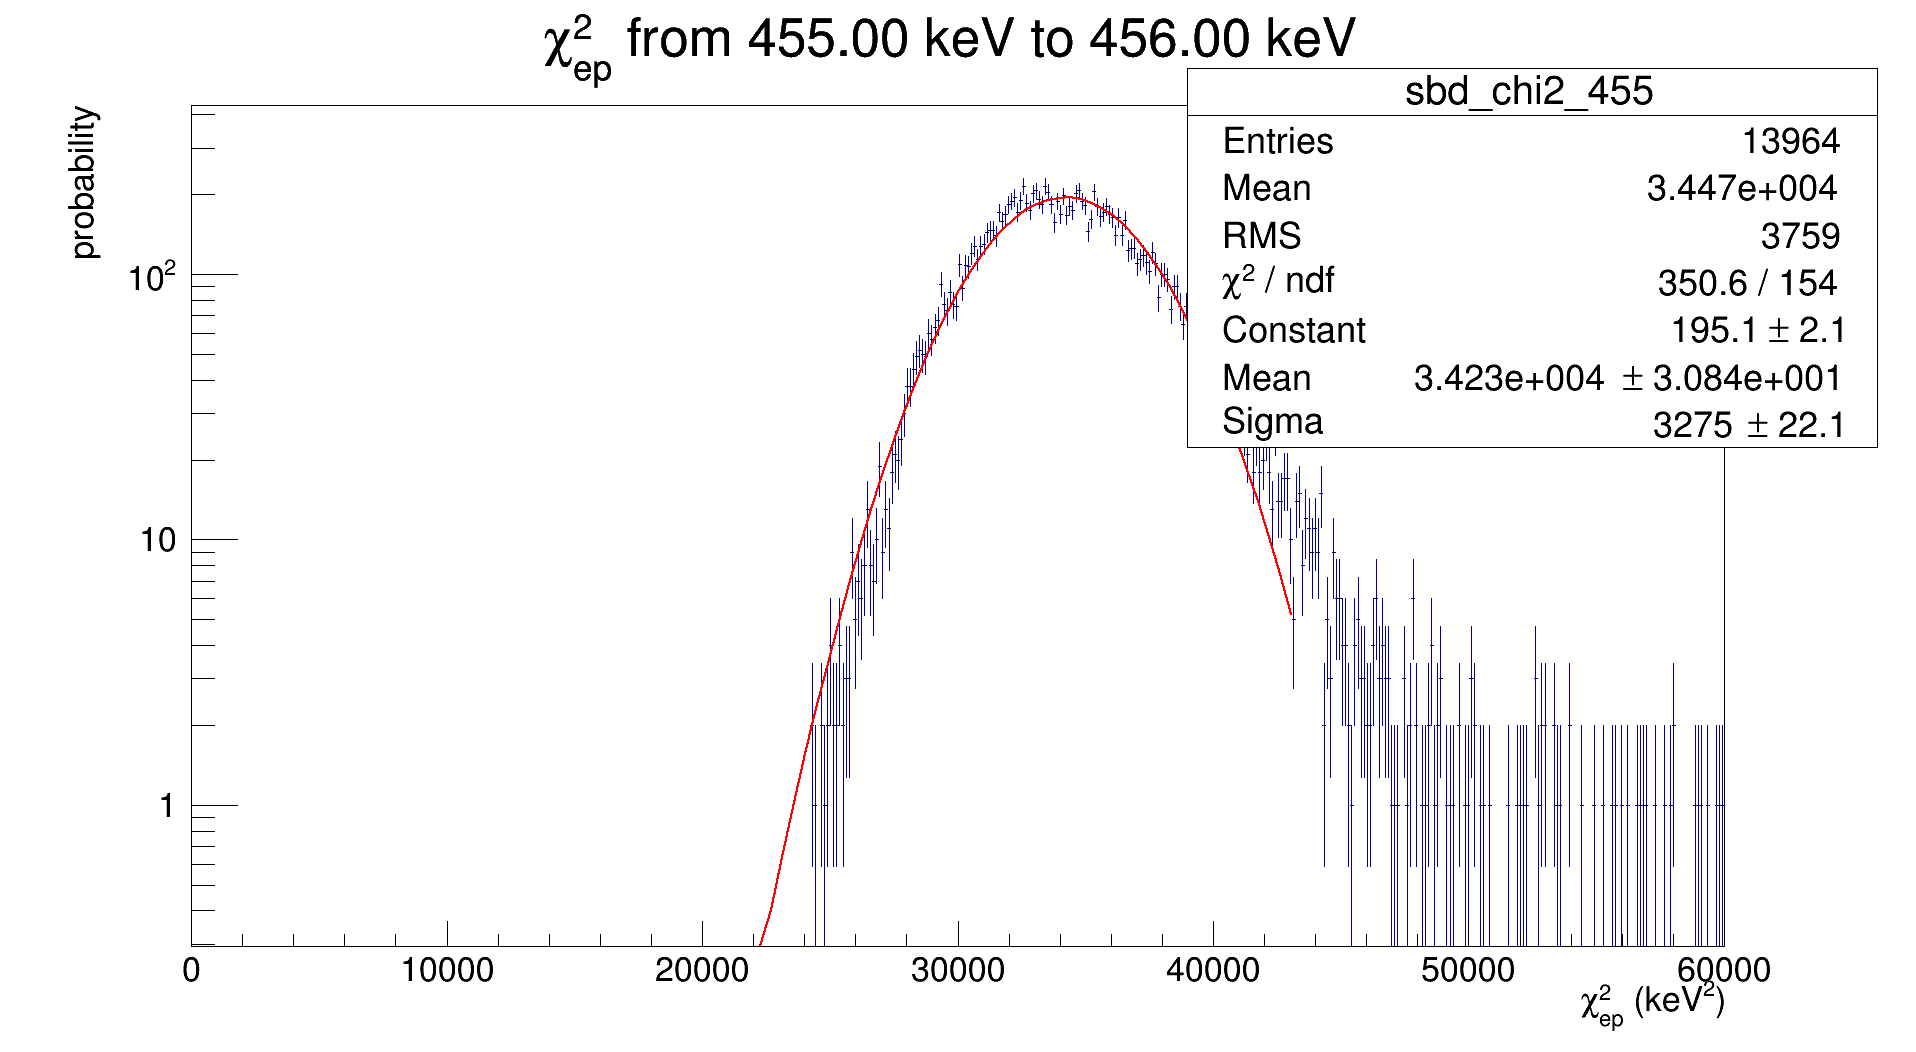 χ²ep from 455.00 keV to 456.00 keV
sbd_chi2_455
Entries 13964
Mean 3.447e+004
RMS 3759
χ² / ndf 350.6 / 154
Constant 195.1 ± 2.1
Mean 3.423e+004 ± 3.084e+001
Sigma 3275 ± 22.1
probability
10²
10
1
0 10000 20000 30000 40000 50000 60000
χ²ep (keV²)